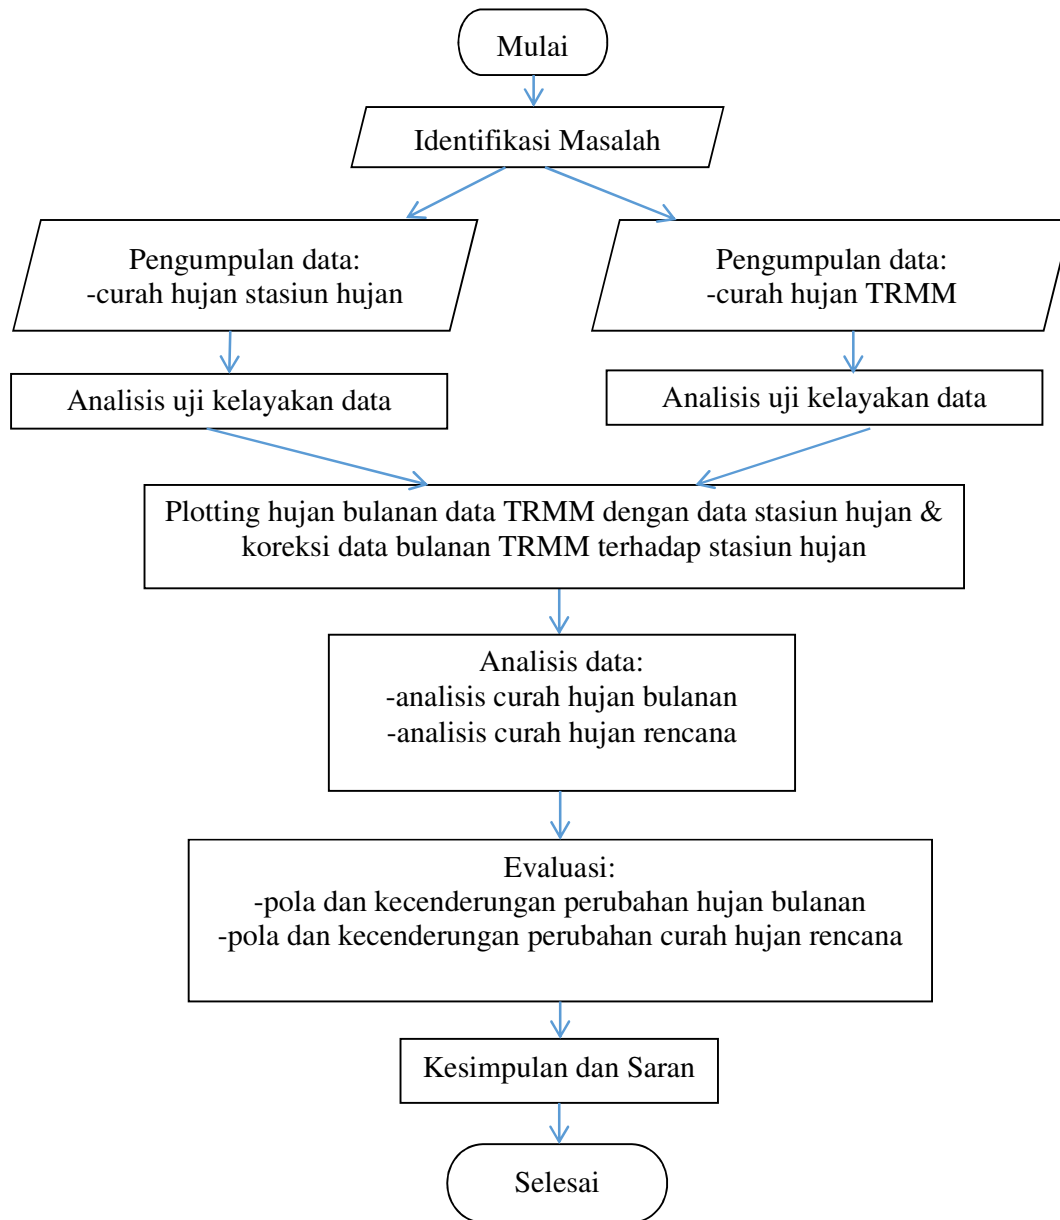 Mulai
Identifikasi Masalah
Pengumpulan data:
-curah hujan stasiun hujan
Pengumpulan data:
-curah hujan TRMM
Analisis uji kelayakan data
Analisis uji kelayakan data
Plotting hujan bulanan data TRMM dengan data stasiun hujan &
koreksi data bulanan TRMM terhadap stasiun hujan
Analisis data:
-analisis curah hujan bulanan
-analisis curah hujan rencana
Evaluasi:
-pola dan kecenderungan perubahan hujan bulanan
-pola dan kecenderungan perubahan curah hujan rencana
Kesimpulan dan Saran
Selesai